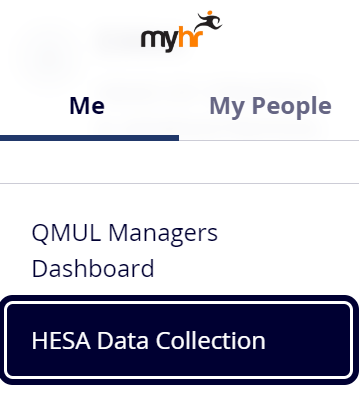 myhr
Me My People
QMUL Managers
Dashboard
HESA Data Collection